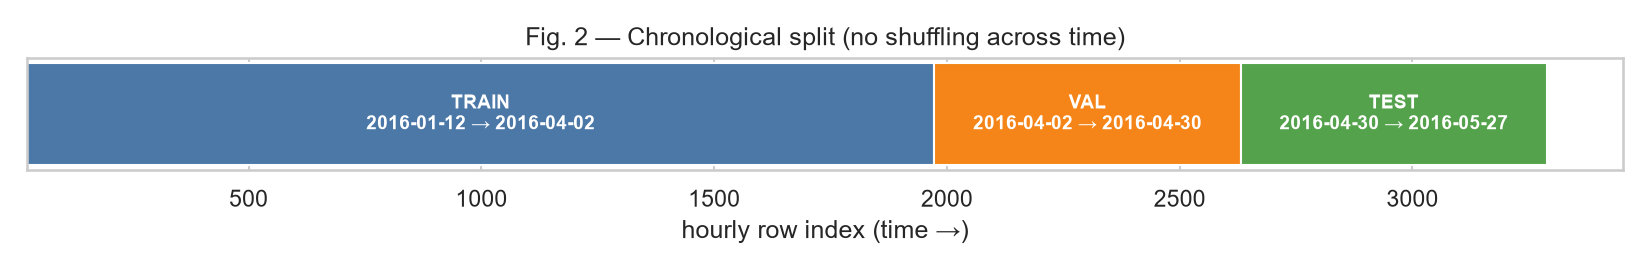 Fig. 2 — Chronological split (no shuffling across time)
TRAIN
2016-01-12 → 2016-04-02
VAL
2016-04-02 → 2016-04-30
TEST
2016-04-30 → 2016-05-27
500 1000 1500 2000 2500 3000
hourly row index (time →)